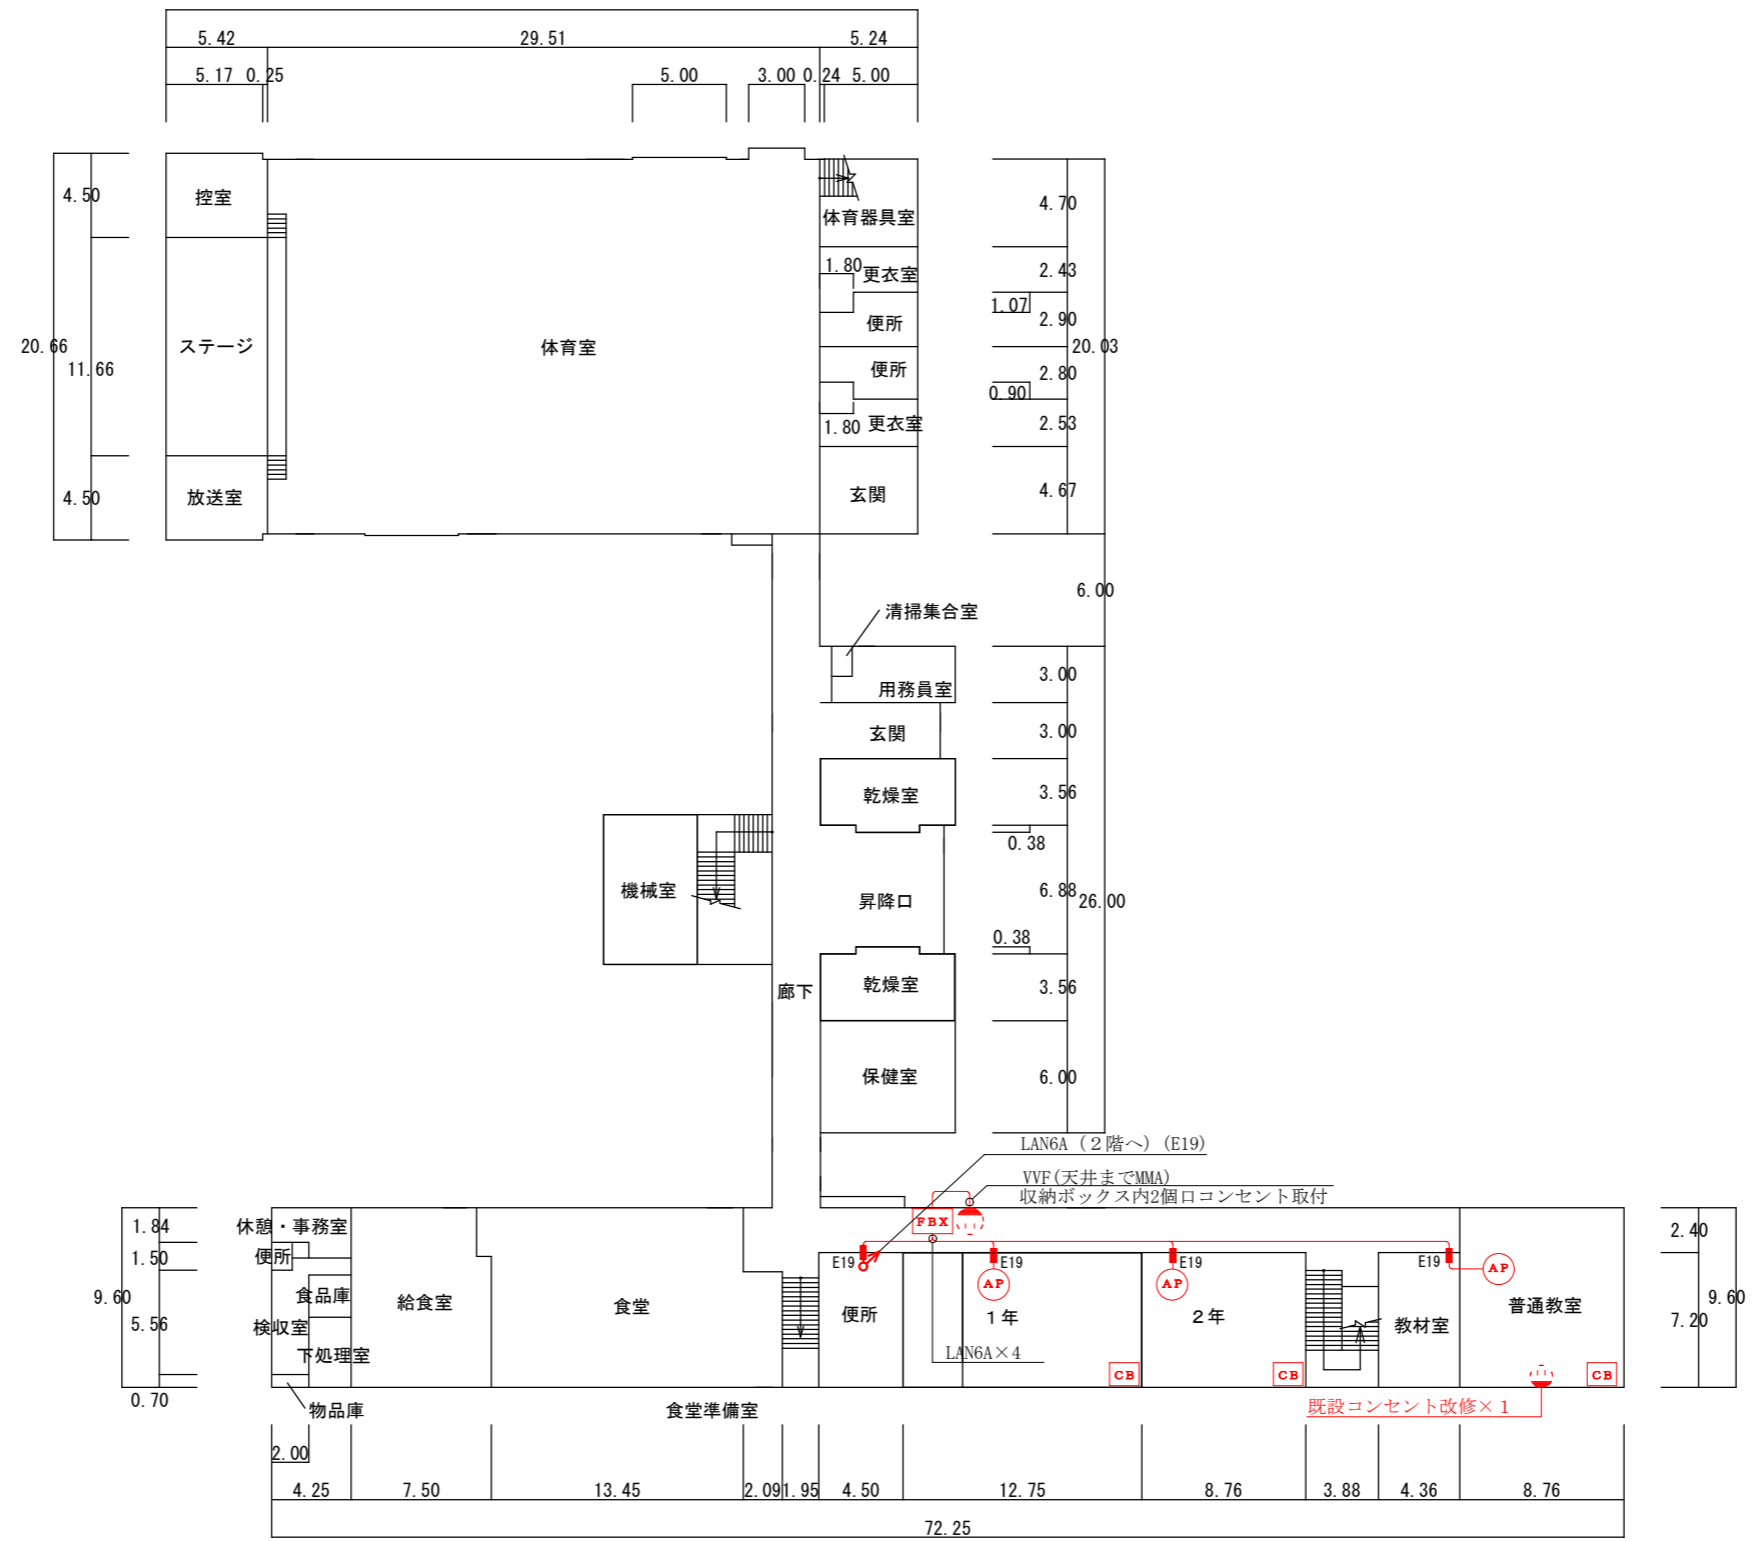 5.42
29.51
5.24
5.17
0.25
5.00
3.00
0.24
5.00
4.50
控室
体育器具室
4.70
1.80
更衣室
2.43
1.07
便所
2.90
20.66
ステージ
体育室
20.03
11.66
便所
2.80
0.90
1.80
更衣室
2.53
4.50
放送室
玄関
4.67
6.00
清掃集合室
用務員室
3.00
玄関
3.00
乾燥室
3.56
0.38
機械室
昇降口
6.88
26.00
0.38
廊下
乾燥室
3.56
保健室
6.00
LAN6A (2階へ) (E19)
VVF(天井までMMA)
収納ボックス内2個口コンセント取付
1.84
休憩・事務室
FBX
2.40
1.50
便所
E19
E19
E19
E19
AP
AP
AP
9.60
食品庫
給食室
食堂
便所
1年
2年
教材室
普通教室
9.60
5.56
検収室
7.20
下処理室
LAN6A×4
CB
CB
CB
0.70
物品庫
食堂準備室
既設コンセント改修×1
2.00
4.25
7.50
13.45
2.09
1.95
4.50
12.75
8.76
3.88
4.36
8.76
72.25